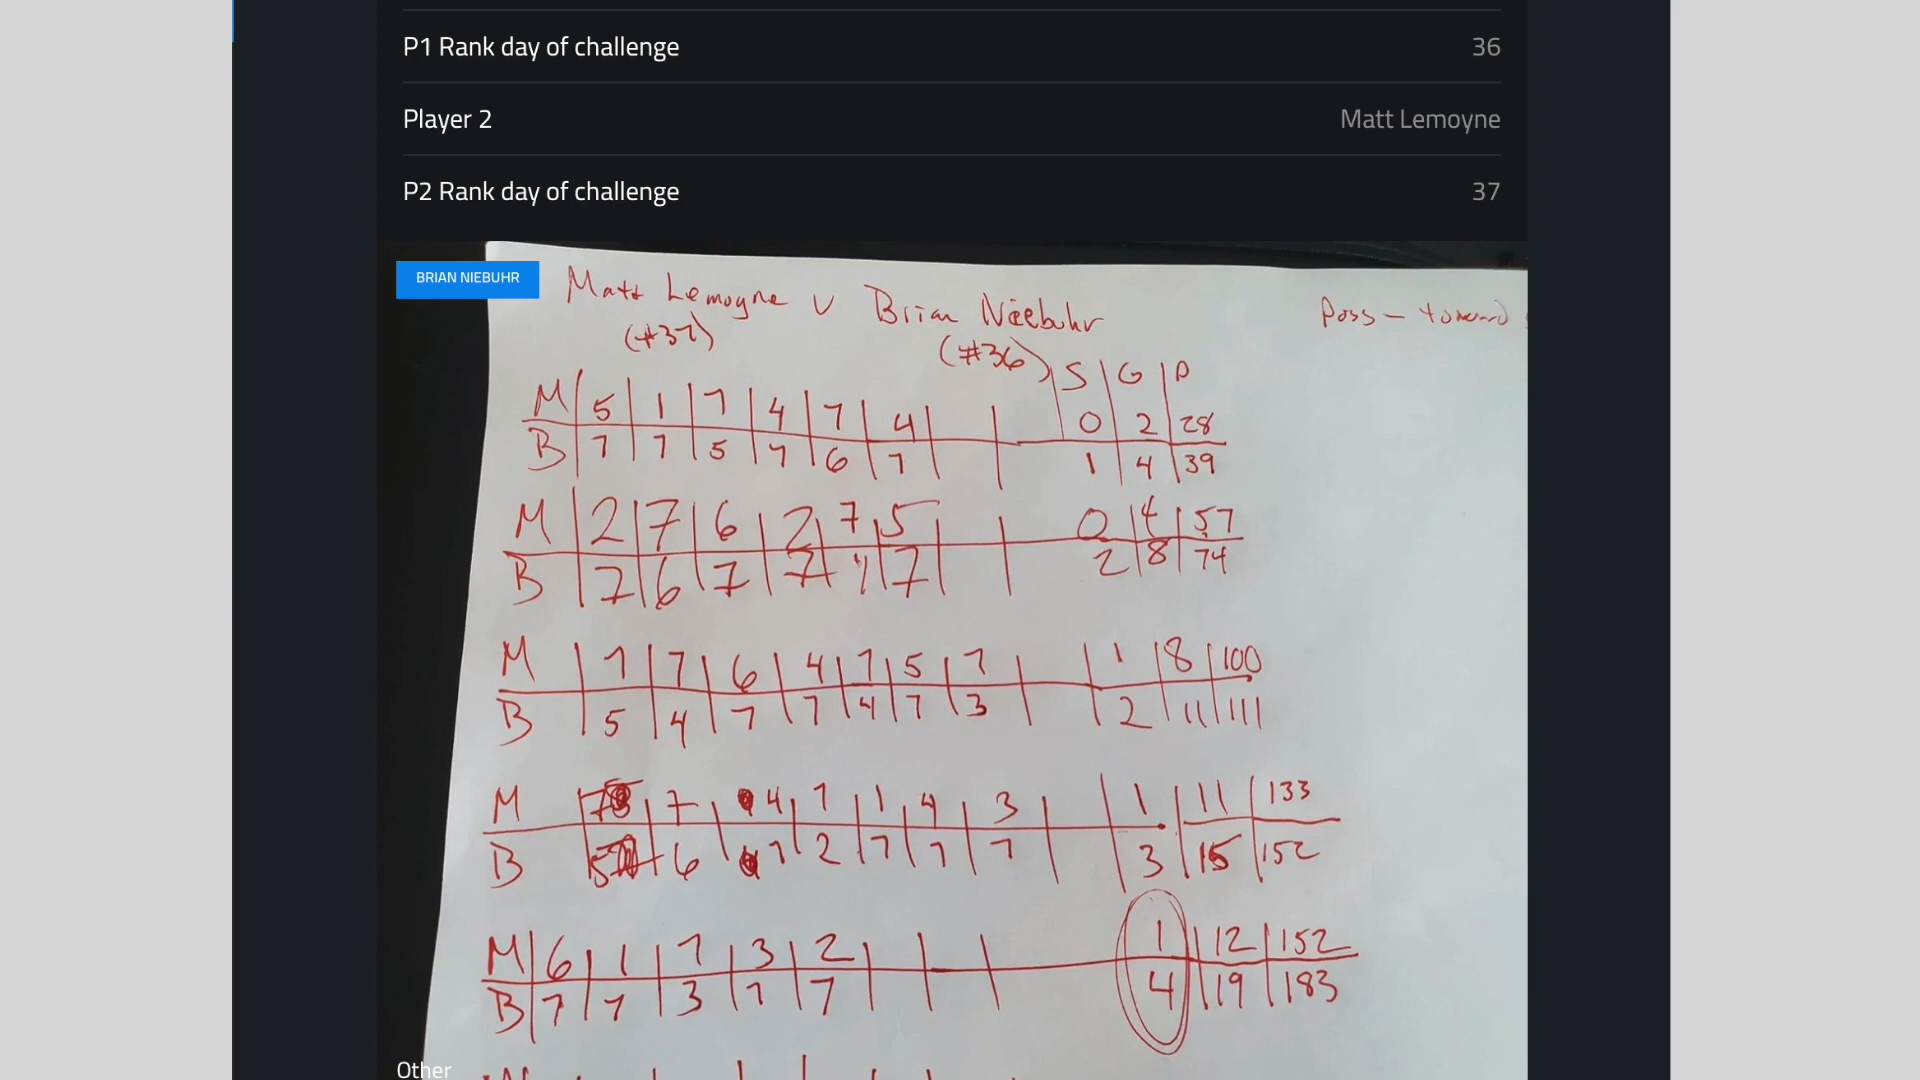 P1 Rank day of challenge 36
Player 2 Matt Lemoyne
P2 Rank day of challenge 37
BRIAN NIEBUHR
Matt Lemoyne v Brian Niebuhr
Poss - toward
(#37) (#36)
S G P
M 5 1 7 4 7 4 0 2 28
B 7 7 5 7 6 7 1 4 39
M 2 7 6 2 7 5 0 4 57
B 7 6 7 7 1 7 2 8 74
M 7 7 6 4 7 5 7 1 8 100
B 5 4 7 7 4 7 3 2 11 111
M 7 7 4 7 1 4 3 1 11 133
B 5 6 7 2 7 7 7 3 15 152
M 6 1 7 3 2 1 12 152
B 7 7 3 7 7 4 19 183
Other